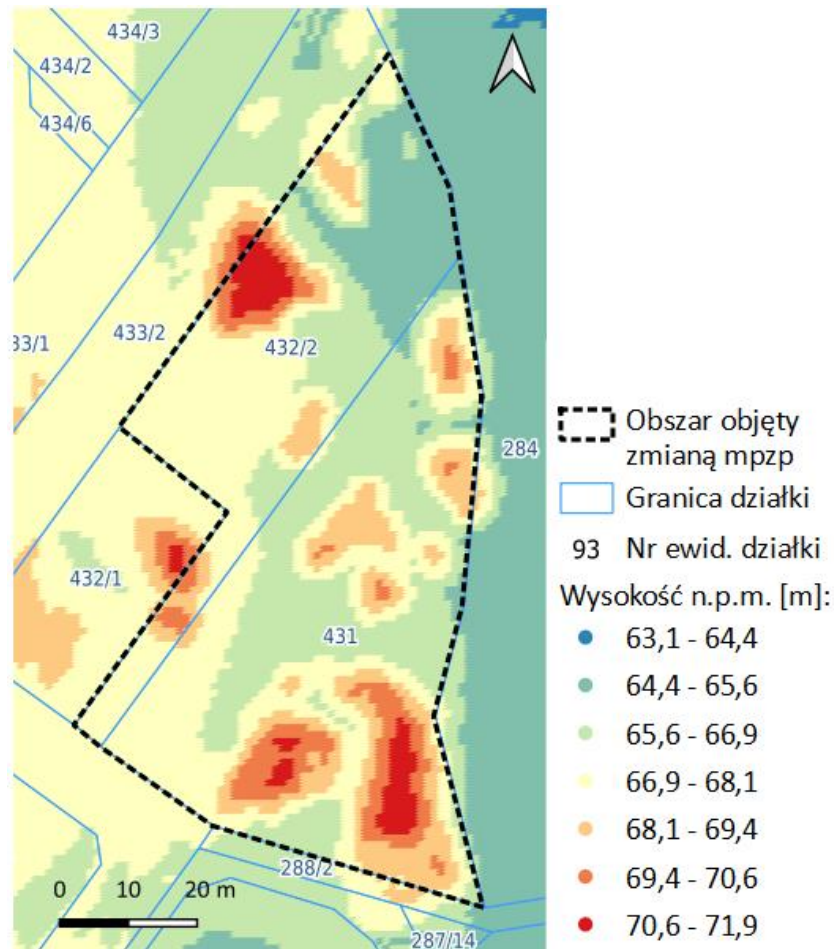 434/3
434/2
434/6
33/1
433/2
432/2
284
432/1
431
288/2
287/14
0 10 20 m
Obszar objęty
zmianą mpzp
Granica działki
93 Nr ewid. działki
Wysokość n.p.m. [m]:
63,1 - 64,4
64,4 - 65,6
65,6 - 66,9
66,9 - 68,1
68,1 - 69,4
69,4 - 70,6
70,6 - 71,9